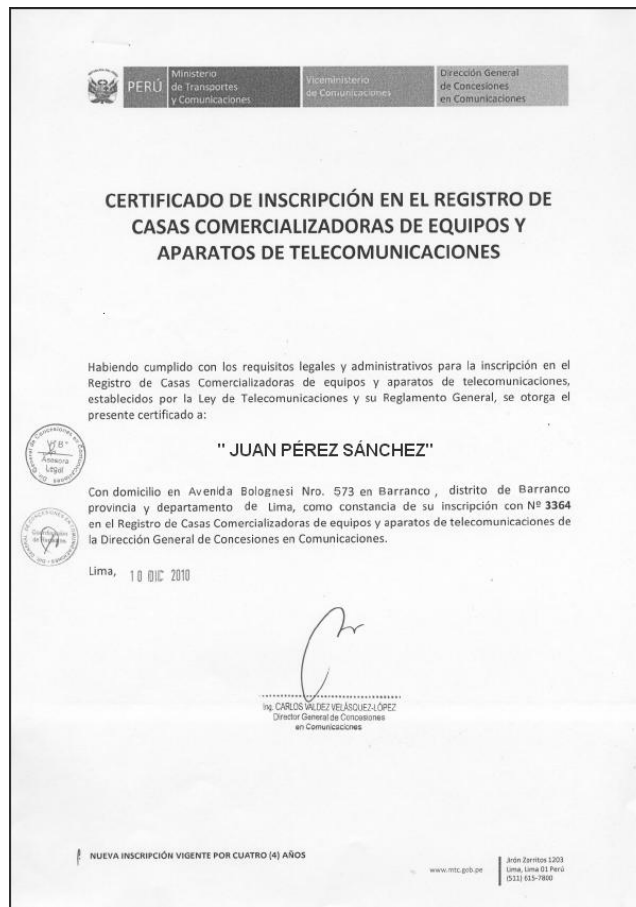 PERÚ
Ministerio
de Transportes
y Comunicaciones
Viceministerio
de Comunicaciones
Dirección General
de Concesiones
en Comunicaciones
CERTIFICADO DE INSCRIPCIÓN EN EL REGISTRO DE
CASAS COMERCIALIZADORAS DE EQUIPOS Y
APARATOS DE TELECOMUNICACIONES
Habiendo cumplido con los requisitos legales y administrativos para la inscripción en el
Registro de Casas Comercializadoras de equipos y aparatos de telecomunicaciones,
establecidos por la Ley de Telecomunicaciones y su Reglamento General, se otorga el
presente certificado a:
VºBº
Asesora
Legal
" JUAN PÉREZ SÁNCHEZ"
Con domicilio en Avenida Bolognesi Nro. 573 en Barranco , distrito de Barranco
provincia y departamento de Lima, como constancia de su inscripción con Nº 3364
en el Registro de Casas Comercializadoras de equipos y aparatos de telecomunicaciones de
la Dirección General de Concesiones en Comunicaciones.
Lima, 10 DIC 2010
Ing. CARLOS VALDEZ VELÁSQUEZ-LÓPEZ
Director General de Concesiones
en Comunicaciones
NUEVA INSCRIPCIÓN VIGENTE POR CUATRO (4) AÑOS
www.mtc.gob.pe
Jirón Zorritos 1203
Lima, Lima 01 Perú
(511) 615-7800